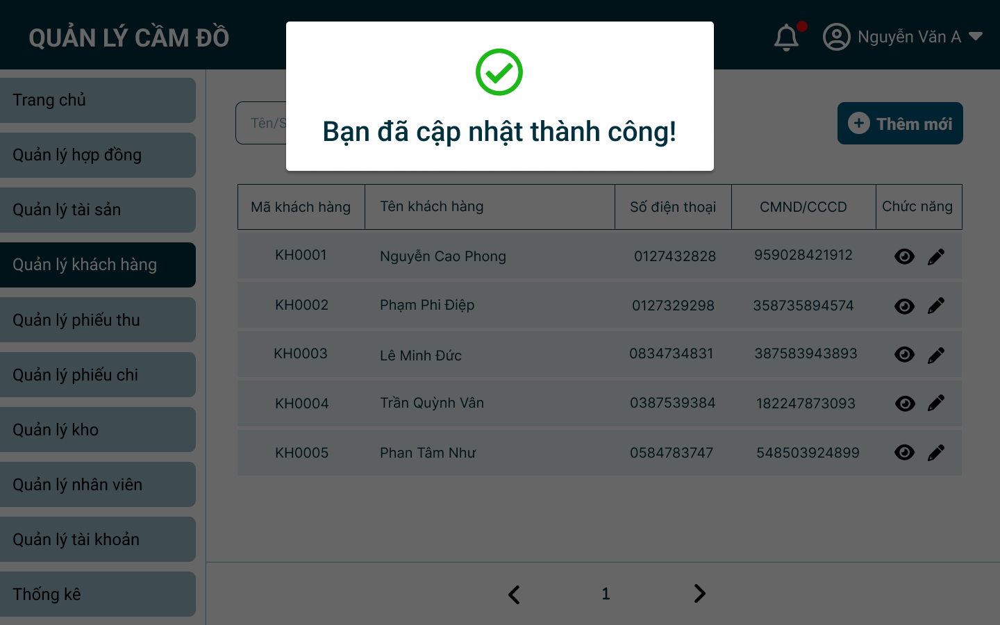 QUẢN LÝ CẦM ĐỒ
Nguyễn Văn A
Bạn đã cập nhật thành công!
Trang chủ
Quản lý hợp đồng
Quản lý tài sản
Quản lý khách hàng
Quản lý phiếu thu
Quản lý phiếu chi
Quản lý kho
Quản lý nhân viên
Quản lý tài khoản
Thống kê
Tên/S
Thêm mới
Mã khách hàng Tên khách hàng Số điện thoại CMND/CCCD Chức năng
KH0001 Nguyễn Cao Phong 0127432828 959028421912
KH0002 Phạm Phi Điệp 0127329298 358735894574
KH0003 Lê Minh Đức 0834734831 387583943893
KH0004 Trần Quỳnh Vân 0387539384 182247873093
KH0005 Phan Tâm Như 0584783747 548503924899
1